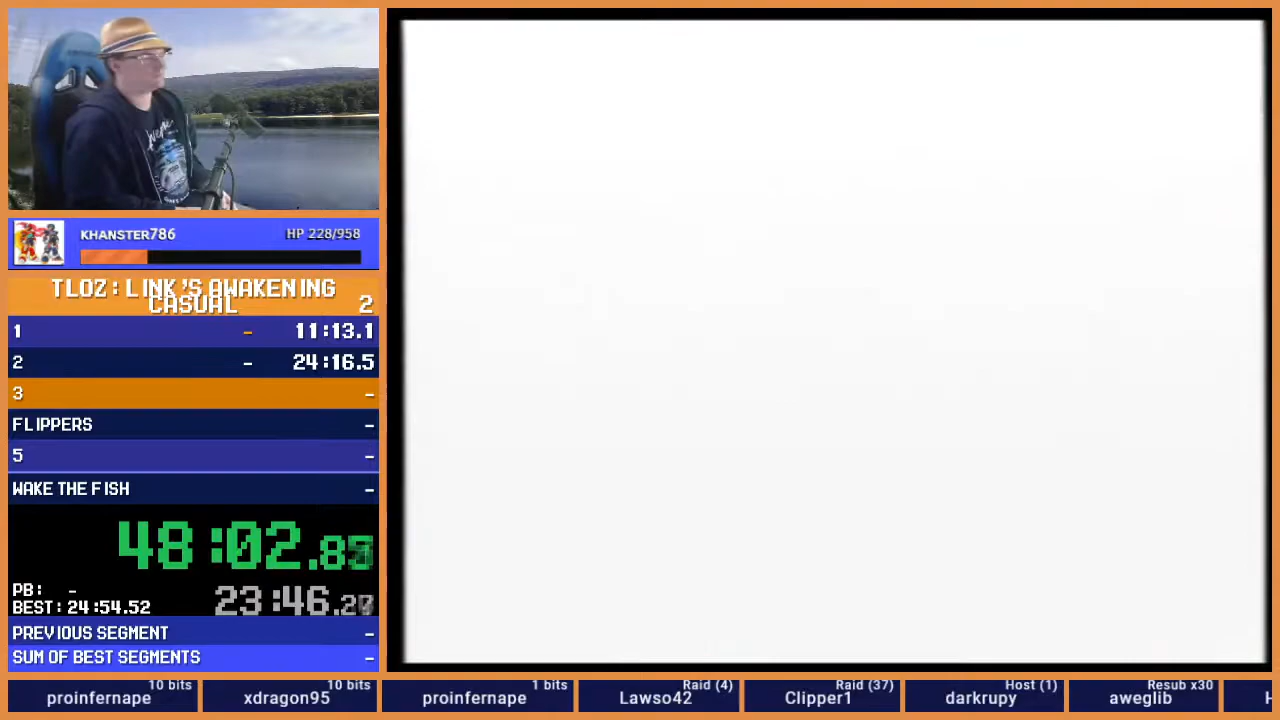 KHANSTER786 HP 228/958
TLOZ: LINK'S AWAKENING
CASUAL 2
1 - 11:13.1
2 - 24:16.5
3 -
FLIPPERS -
5 -
WAKE THE FISH -
48:02.
PB: -
BEST: 24:54.52 23:46.
PREVIOUS SEGMENT -
SUM OF BEST SEGMENTS -
10 bits 10 bits 1 bits Raid (4) Raid (37) Host (1) Resub x30
proinfernape xdragon95 proinfernape Lawso42 Clipper1 darkrupy aweglib